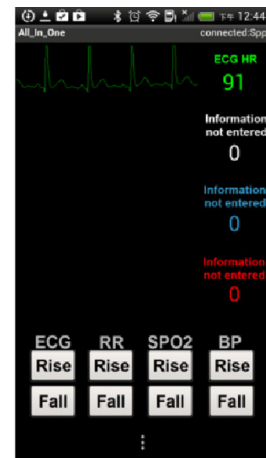 下午 12:44
All_In_One connected:Spp
ECG HR
91
Information
not entered
0
Information
not entered
0
Information
not entered
0
ECG RR SPO2 BP
Rise Rise Rise Rise
Fall Fall Fall Fall